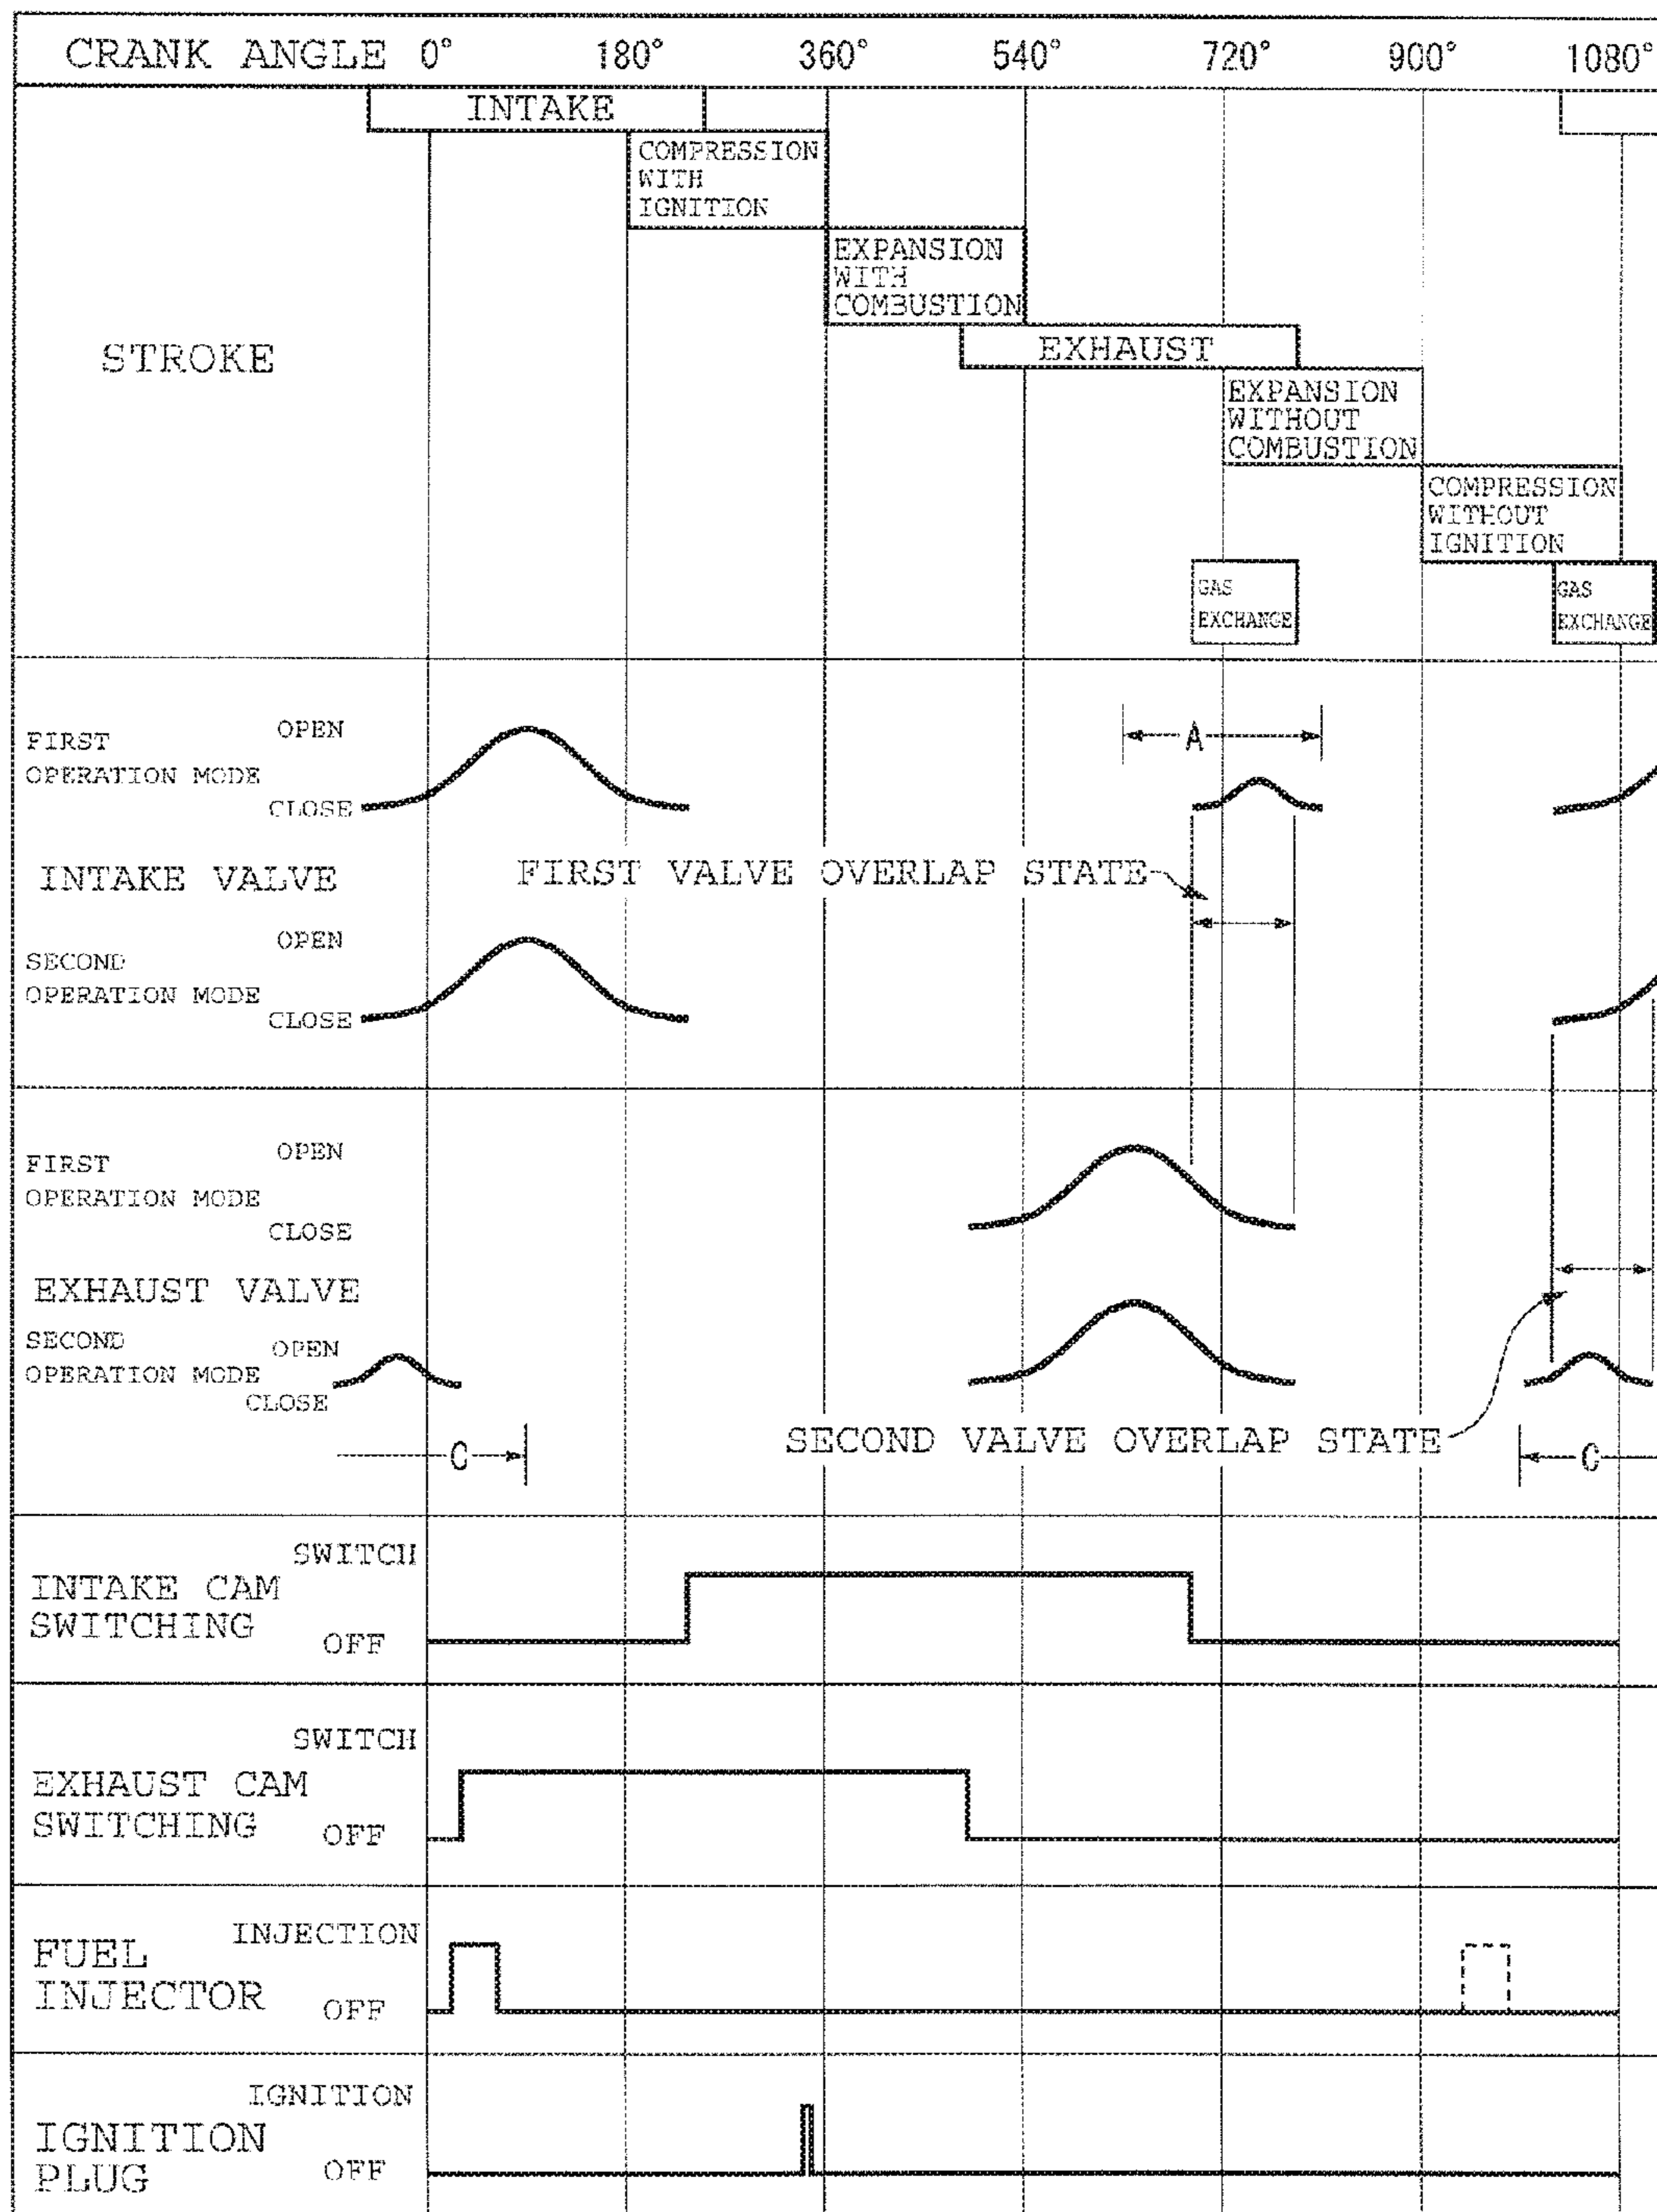 CRANK ANGLE 0° 180° 360° 540° 720° 900° 1080°
INTAKE
COMPRESSION
WITH
IGNITION
EXPANSION
WITH
COMBUSTION
STROKE
EXHAUST
EXPANSION
WITHOUT
COMBUSTION
COMPRESSION
WITHOUT
IGNITION
GAS
EXCHANGE
GAS
EXCHANGE
FIRST
OPERATION MODE
OPEN
CLOSE
A
INTAKE VALVE
FIRST VALVE OVERLAP STATE
SECOND
OPERATION MODE
OPEN
CLOSE
FIRST
OPERATION MODE
OPEN
CLOSE
EXHAUST VALVE
SECOND
OPERATION MODE
OPEN
CLOSE
SECOND VALVE OVERLAP STATE
C
C
INTAKE CAM
SWITCHING
SWITCH
OFF
EXHAUST CAM
SWITCHING
SWITCH
OFF
FUEL
INJECTOR
INJECTION
OFF
IGNITION
PLUG
IGNITION
OFF